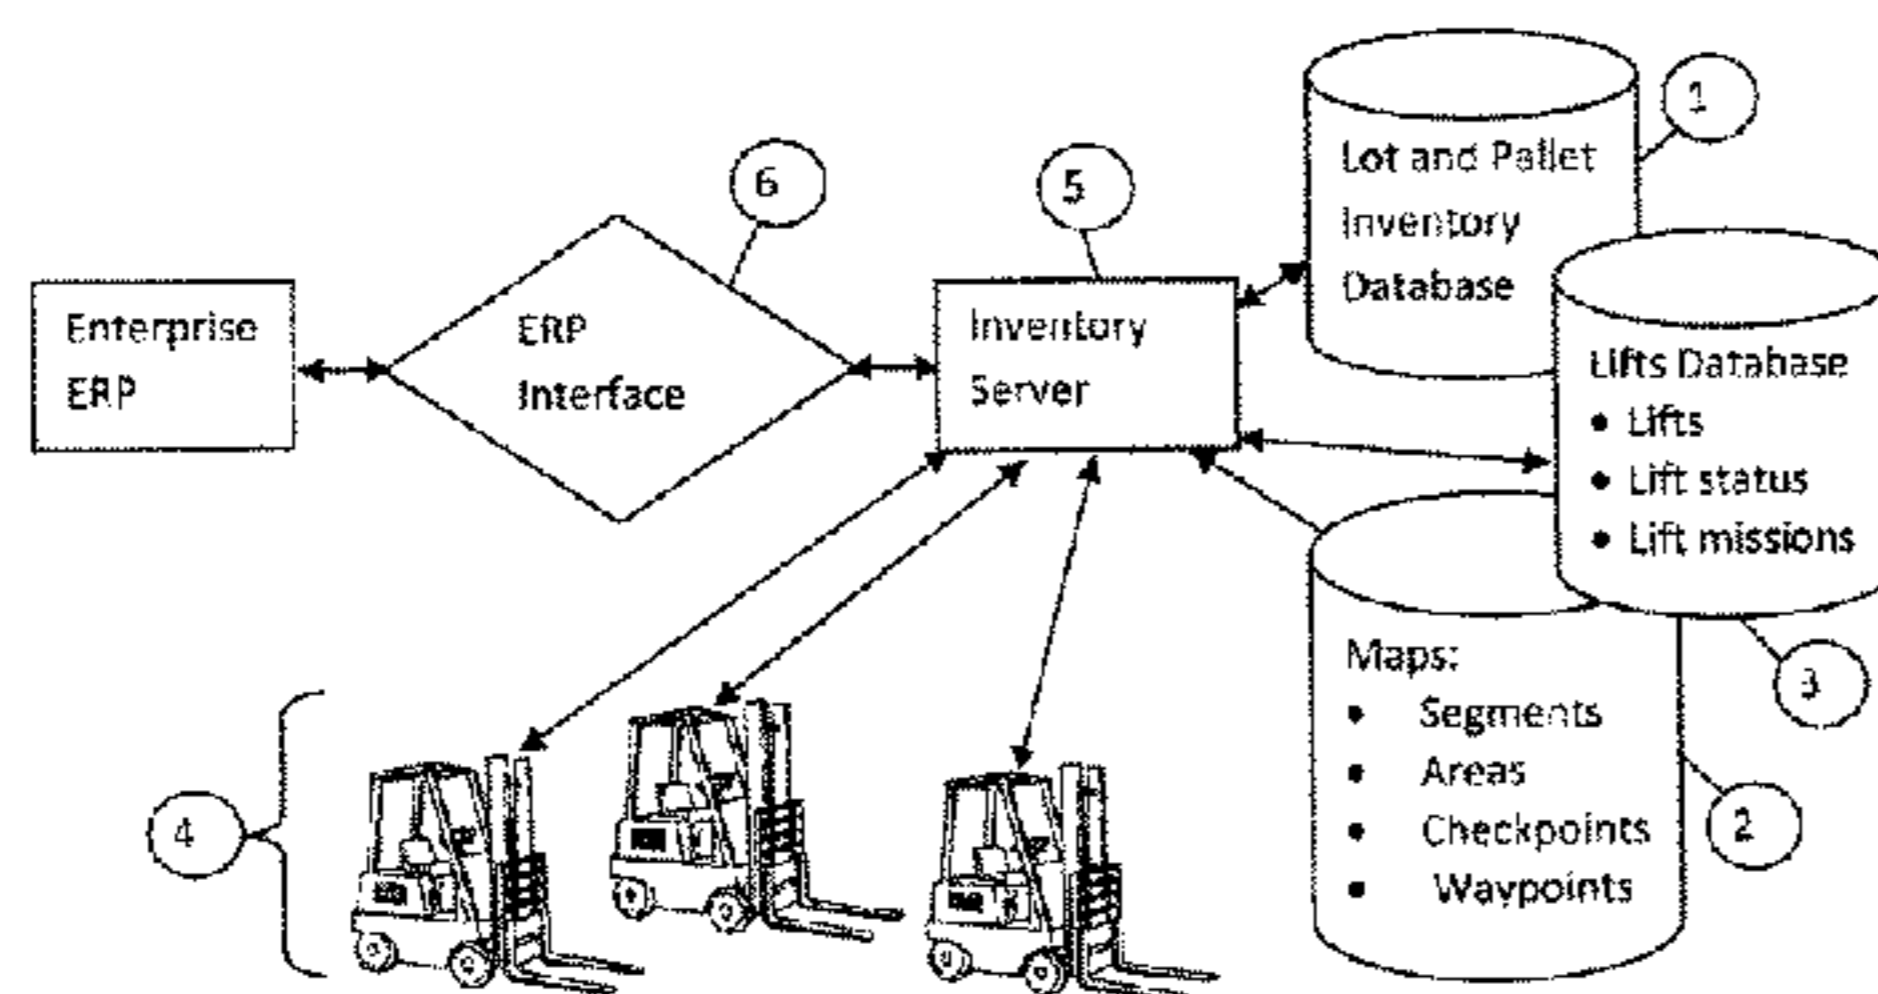 1
6
5
Lot and Pallet
Inventory
Database
Enterprise
ERP
ERP
Interface
Inventory
Server
Lifts Database
• Lifts
• Lift status
• Lift missions
3
Maps:
• Segments
• Areas
• Checkpoints
• Waypoints
2
4